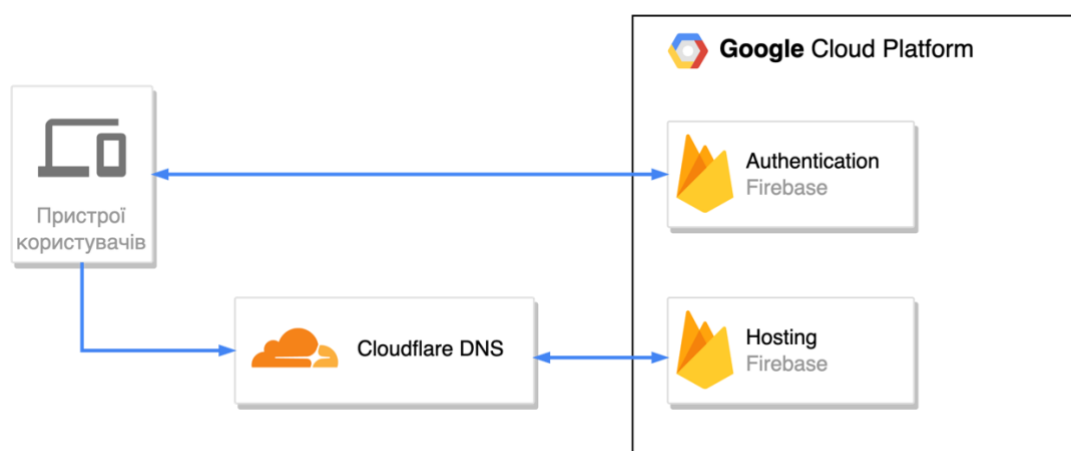 Google Cloud Platform
Authentication
Firebase
Пристрої
користувачів
Cloudflare DNS
Hosting
Firebase